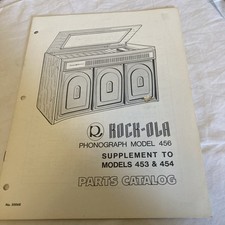 ROCK-OLA
PHONOGRAPH MODEL 456
SUPPLEMENT TO
MODELS 453 & 454
PARTS CATALOG